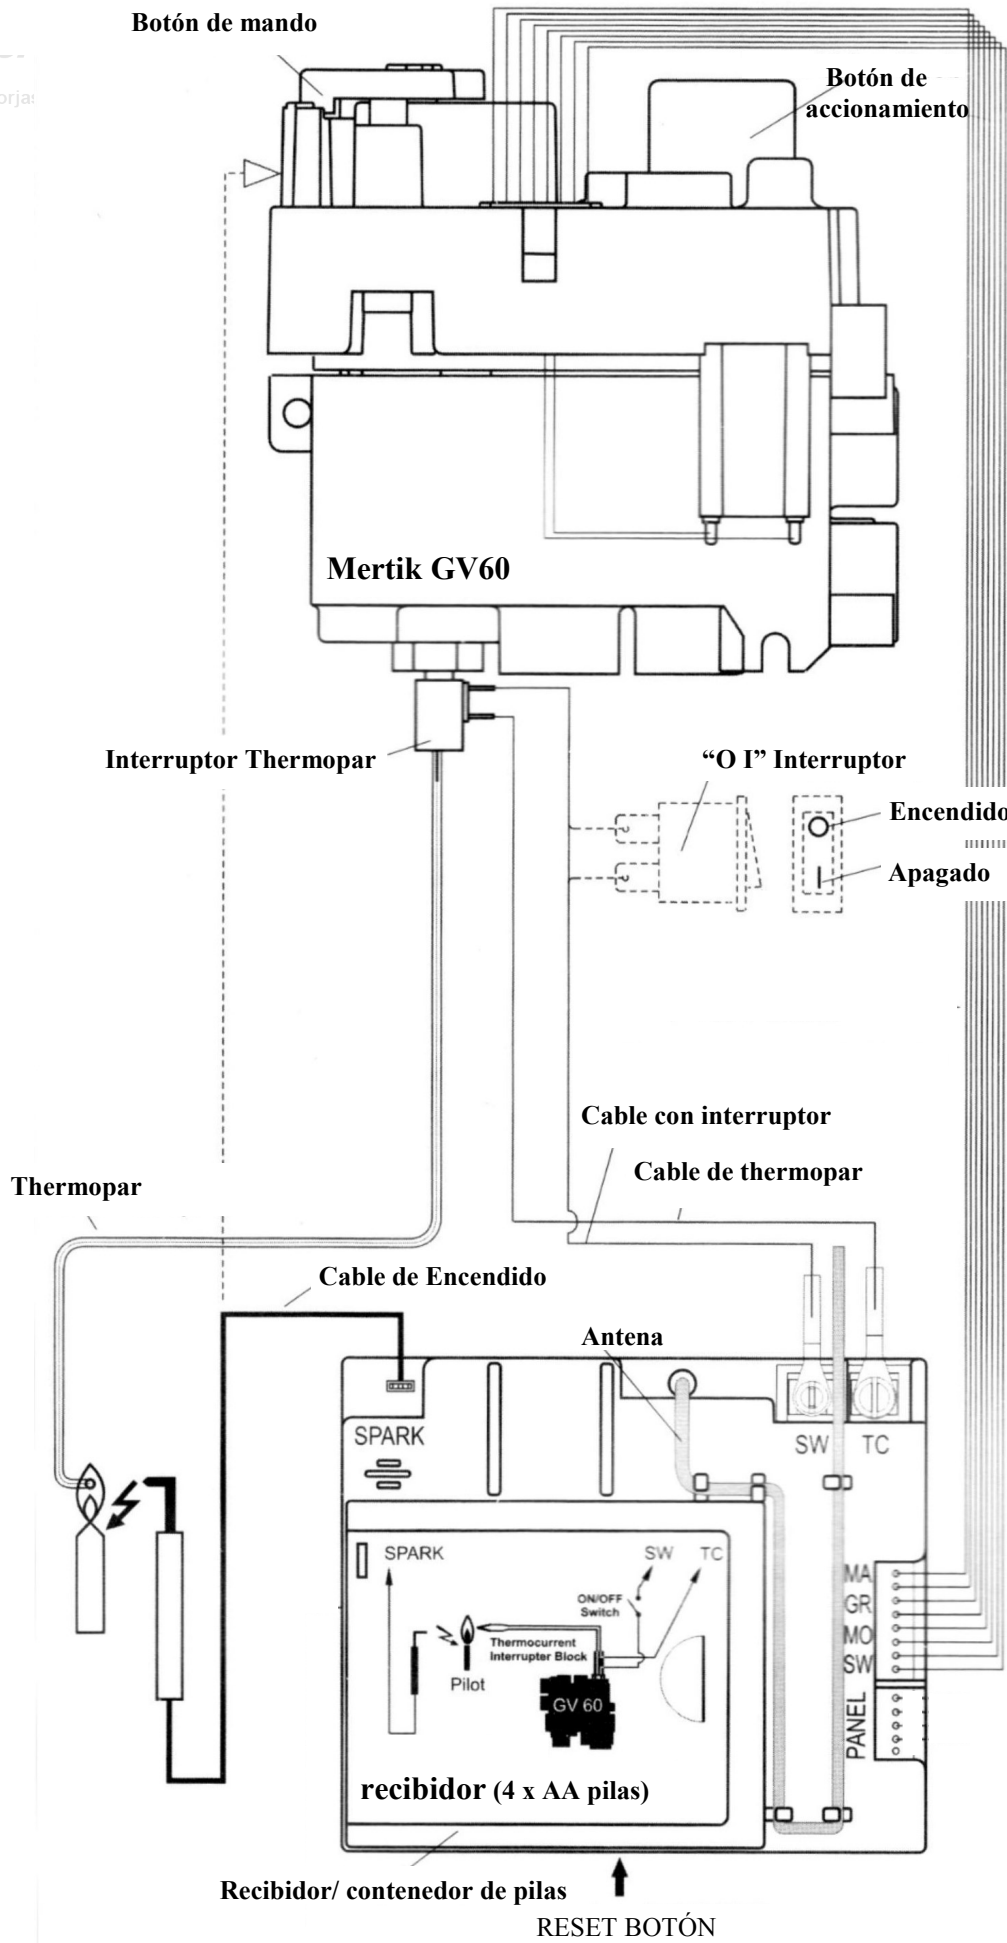 Botón de mando
Botón de
accionamiento
orjas
Mertik GV60
Interruptor Thermopar
“O I” Interruptor
Encendido
Apagado
Cable con interruptor
Cable de thermopar
Thermopar
Cable de Encendido
Antena
SPARK
SW TC
SPARK
SW TC
ON/OFF
Switch
Thermocurrent
Interrupter Block
Pilot
GV 60
MA
GR
MO
SW
PANEL
recibidor (4 x AA pilas)
Recibidor/ contenedor de pilas
RESET BOTÓN